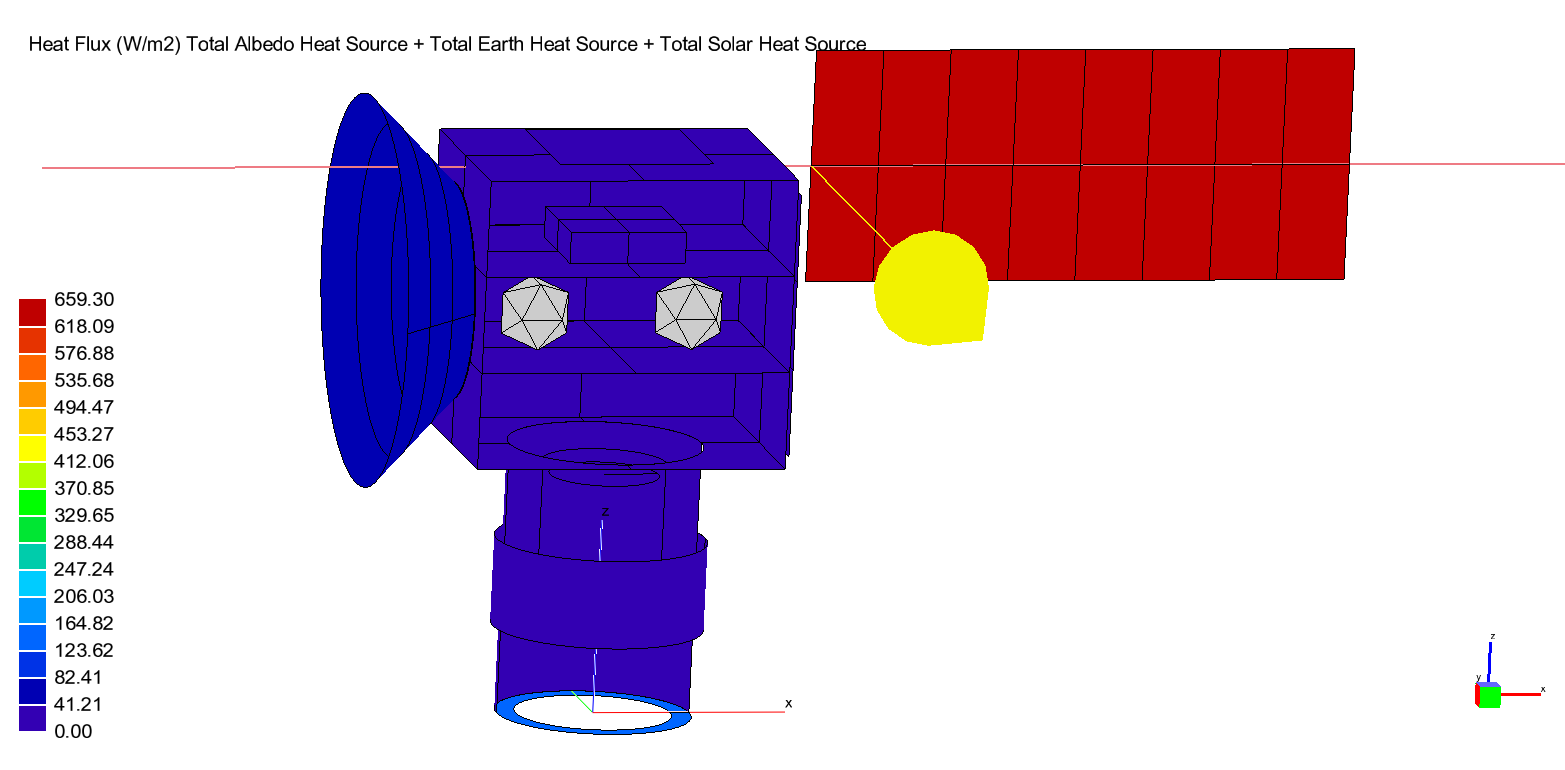 Heat Flux (W/m2) Total Albedo Heat Source + Total Earth Heat Source + Total Solar Heat Source
659.30
618.09
576.88
535.68
494.47
453.27
412.06
370.85
329.65
288.44
247.24
206.03
164.82
123.62
82.41
41.21
0.00
z
x
z
y
x